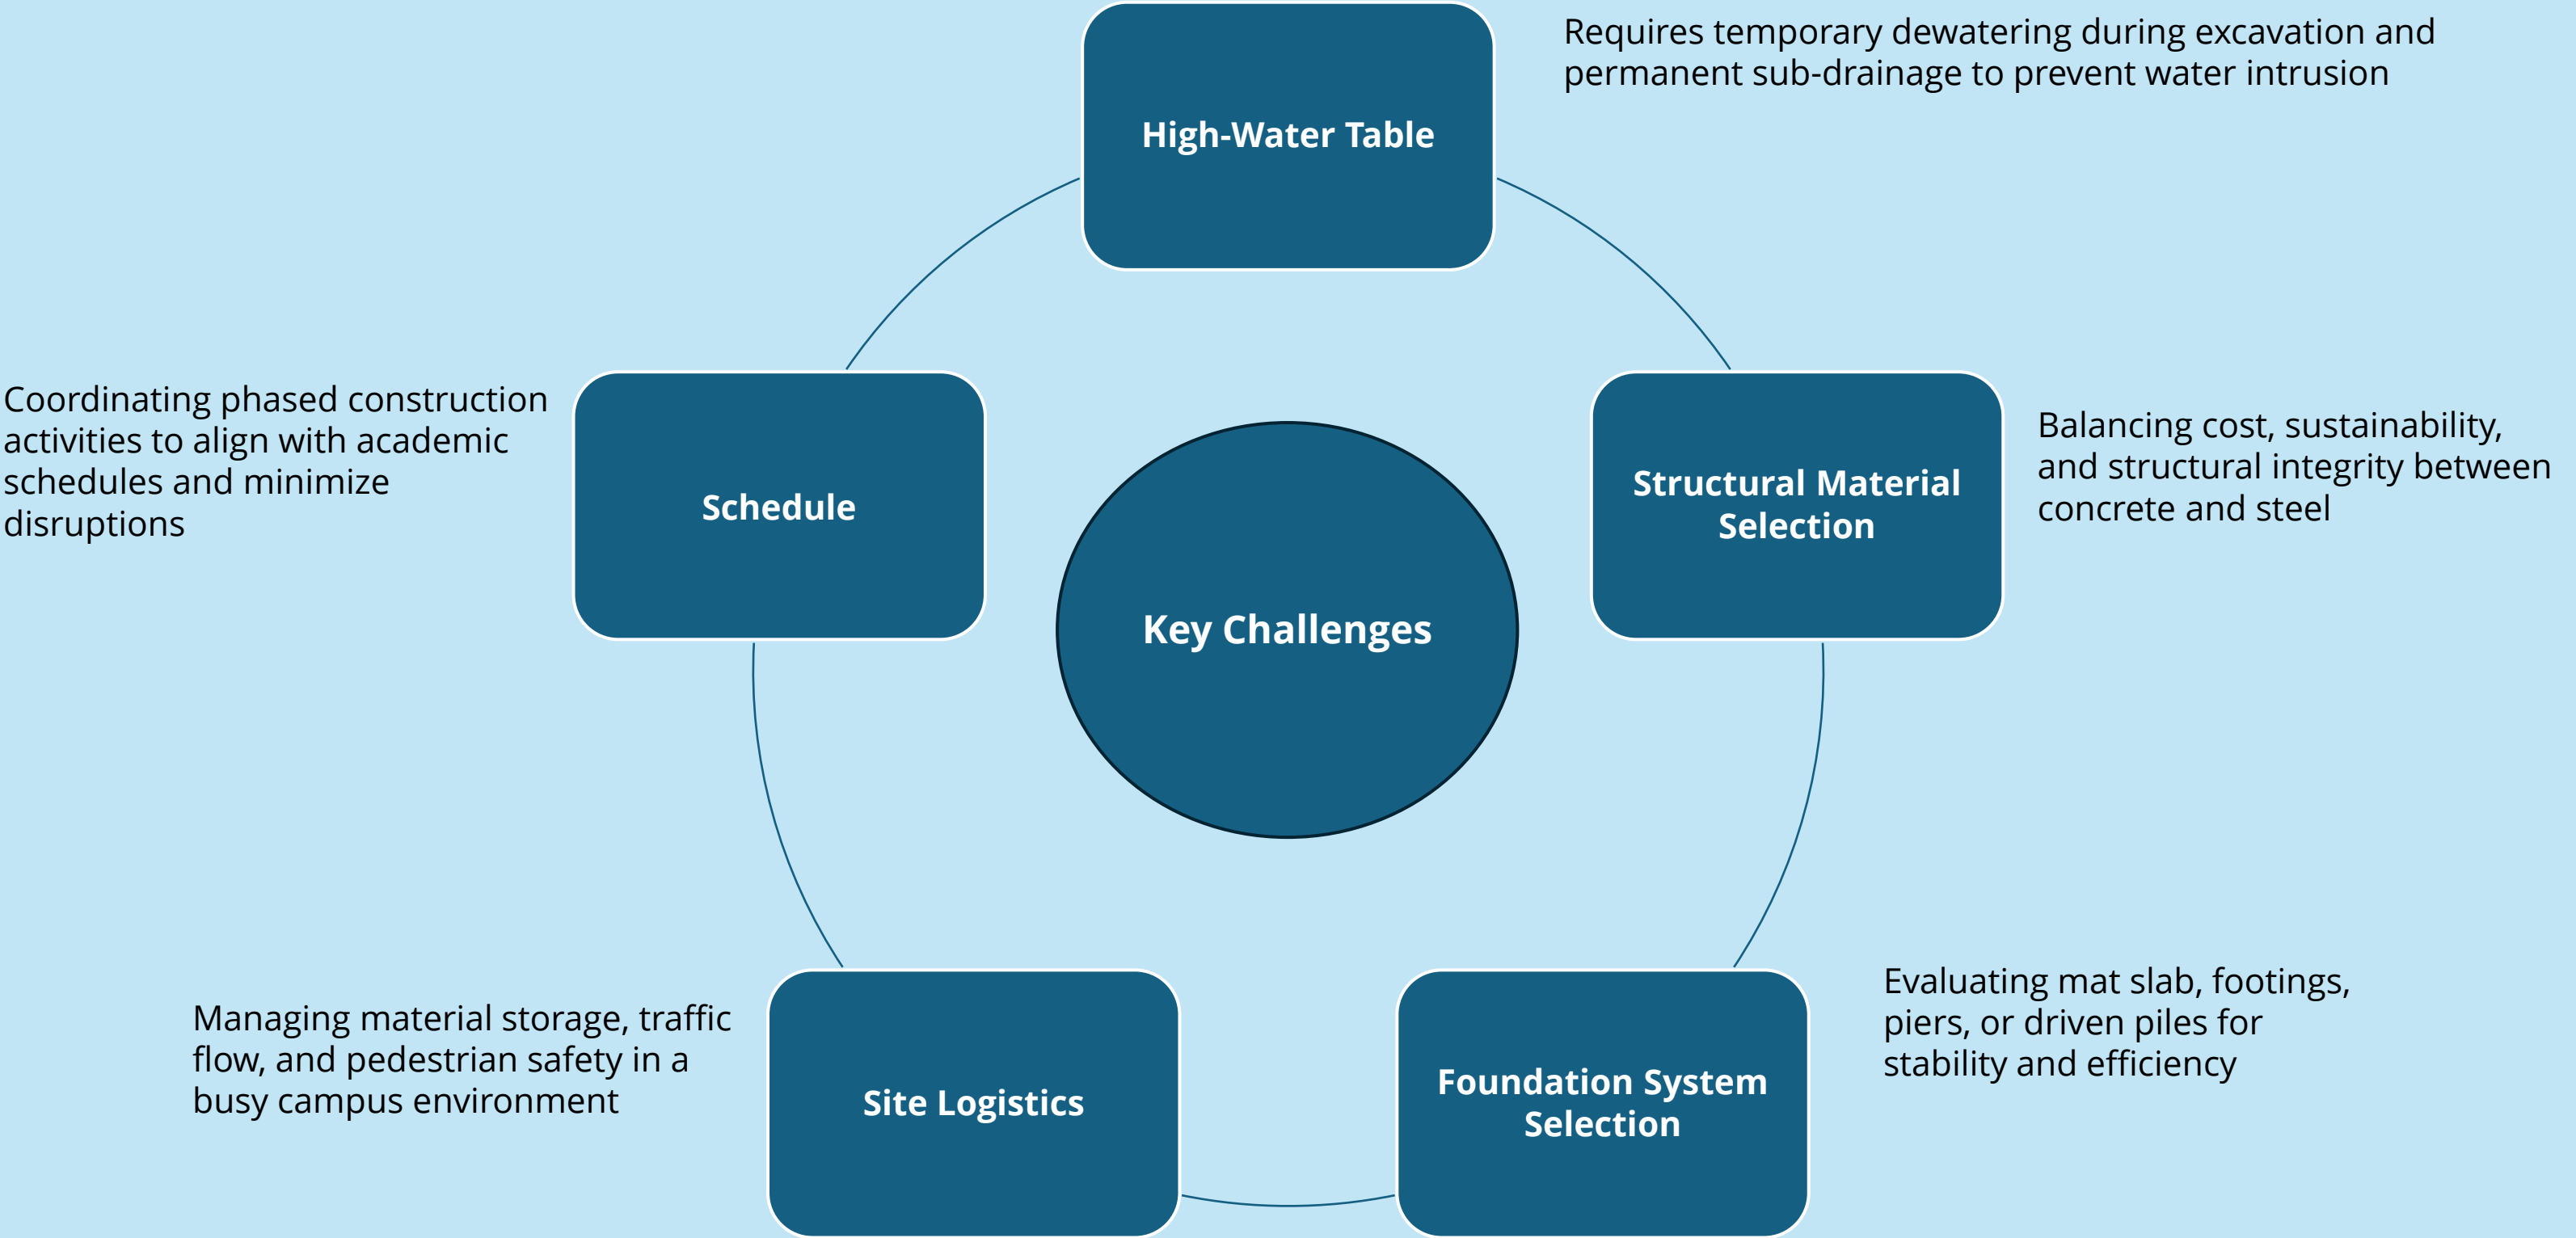 High-Water Table
Requires temporary dewatering during excavation and
permanent sub-drainage to prevent water intrusion
Structural Material
Selection
Balancing cost, sustainability,
and structural integrity between
concrete and steel
Foundation System
Selection
Evaluating mat slab, footings,
piers, or driven piles for
stability and efficiency
Site Logistics
Managing material storage, traffic
flow, and pedestrian safety in a
busy campus environment
Schedule
Coordinating phased construction
activities to align with academic
schedules and minimize
disruptions
Key Challenges